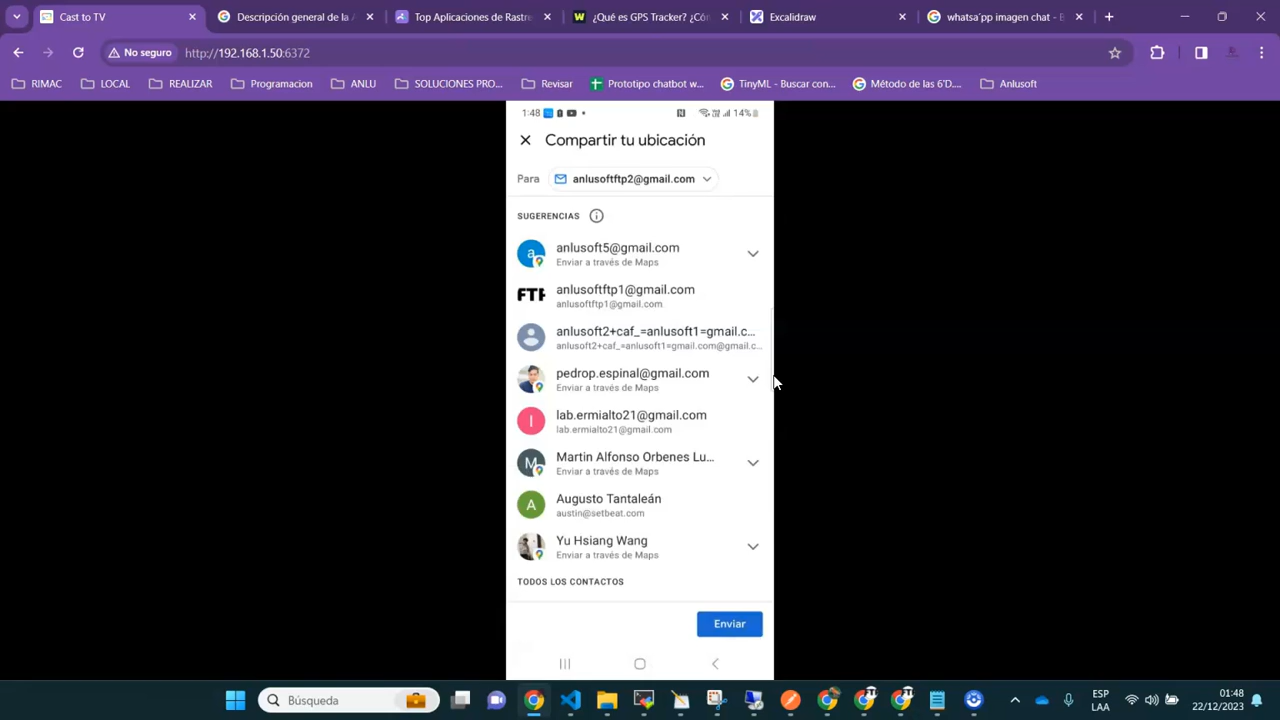 Cast to TV
Descripción general de la A
Top Aplicaciones de Rastre
¿Qué es GPS Tracker? ¿Có
Excalidraw
whatsa´pp imagen chat - B
No seguro
http://192.168.1.50:6372
RIMAC
LOCAL
REALIZAR
Programacion
ANLU
SOLUCIONES PRO...
Revisar
Prototipo chatbot w...
TinyML - Buscar con...
Método de las 6'D....
Anlusoft
1:48
14%
Compartir tu ubicación
Para
anlusoftftp2@gmail.com
SUGERENCIAS
a
anlusoft5@gmail.com
Enviar a través de Maps
FTP
anlusoftftp1@gmail.com
anlusoftftp1@gmail.com
anlusoft2+caf_=anlusoft1=gmail.c...
anlusoft2+caf_=anlusoft1=gmail.com@gmail.c...
pedrop.espinal@gmail.com
Enviar a través de Maps
l
lab.ermialto21@gmail.com
lab.ermialto21@gmail.com
M
Martin Alfonso Orbenes Lu...
Enviar a través de Maps
A
Augusto Tantaleán
austin@setbeat.com
Yu Hsiang Wang
Enviar a través de Maps
TODOS LOS CONTACTOS
Enviar
Búsqueda
ESP
LAA
01:48
22/12/2023